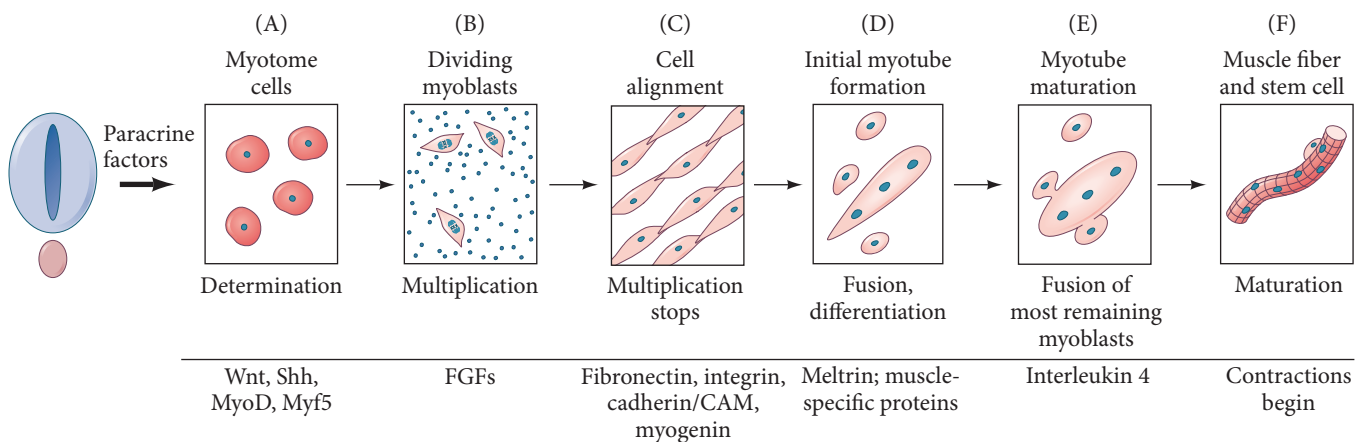 (A)
Myotome
cells
(B)
Dividing
myoblasts
(C)
Cell
alignment
(D)
Initial myotube
formation
(E)
Myotube
maturation
(F)
Muscle fiber
and stem cell
Paracrine
factors
Determination
Multiplication
Multiplication
stops
Fusion,
differentiation
Fusion of
most remaining
myoblasts
Maturation
Wnt, Shh,
MyoD, Myf5
FGFs
Fibronectin, integrin,
cadherin/CAM,
myogenin
Meltrin; muscle-
specific proteins
Interleukin 4
Contractions
begin